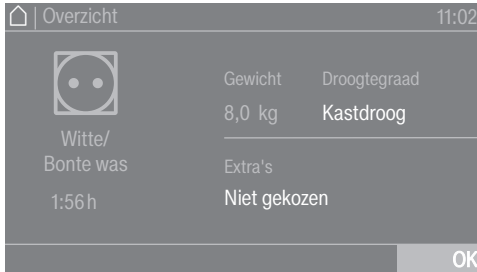 Overzicht 11:02
Gewicht Droogtegraad
8,0 kg Kastdroog
Witte/
Bonte was
1:56 h
Extra's
Niet gekozen
OK